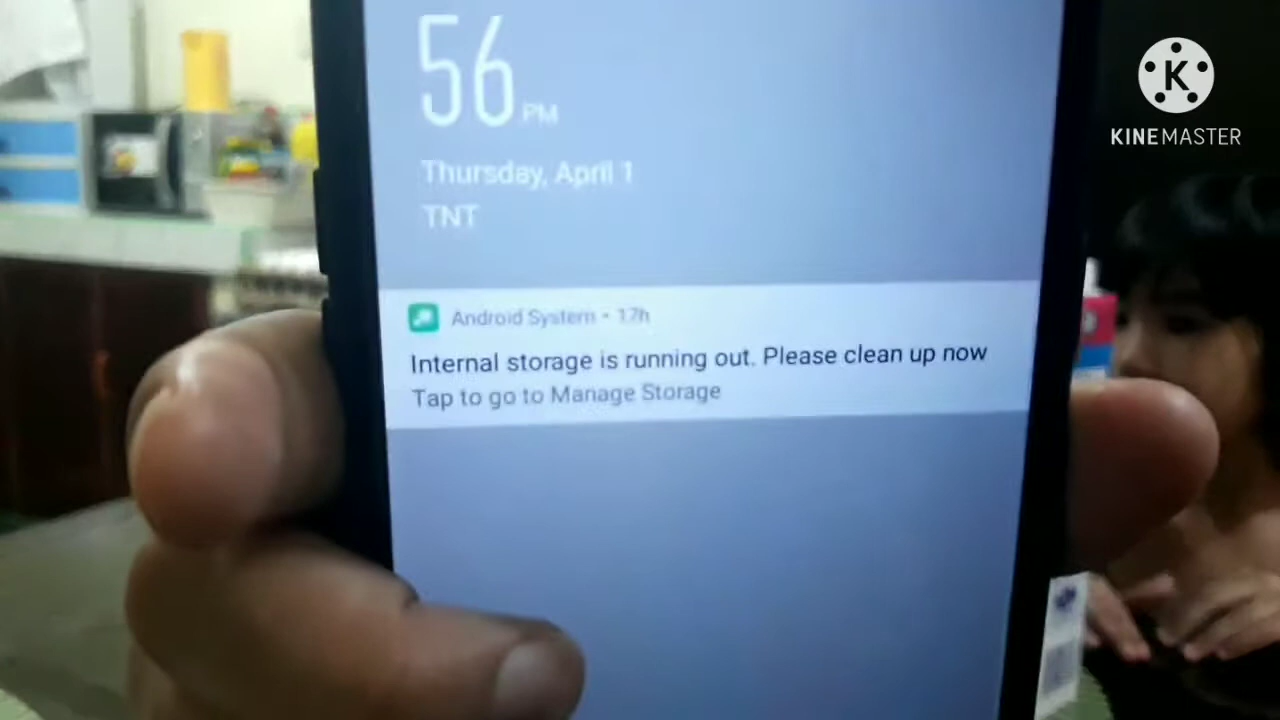 56 PM
Thursday, April 1
TNT
Android System • 17h
Internal storage is running out. Please clean up now
Tap to go to Manage Storage
K
KINEMASTER